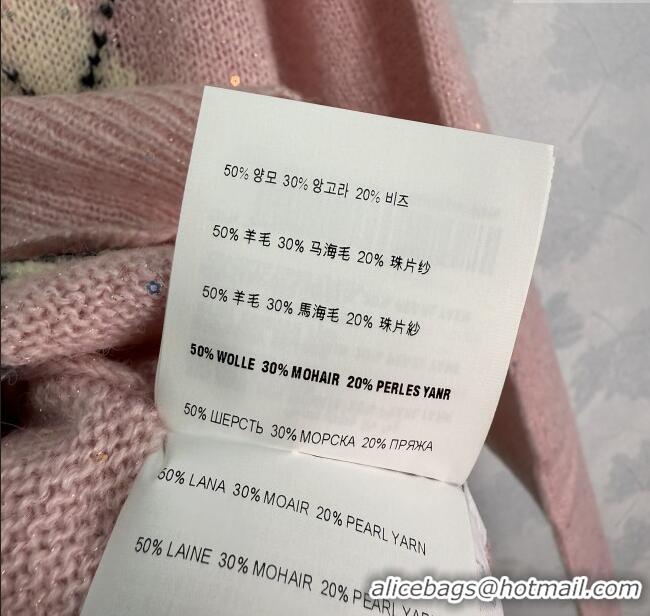 50% 양모 30% 앙고라 20% 비즈
50% 羊毛 30% 马海毛 20% 珠片纱
50% 羊毛 30% 馬海毛 20% 珠片紗
50% WOLLE 30% MOHAIR 20% PERLES YANR
50% ШЕРСТЬ 30% МОРСКА 20% ПРЯЖА
50% LANA 30% MOAIR 20% PEARL YARN
50% LAINE 30% MOHAIR 20% PEARL YARN
alicebags@hotmail.com